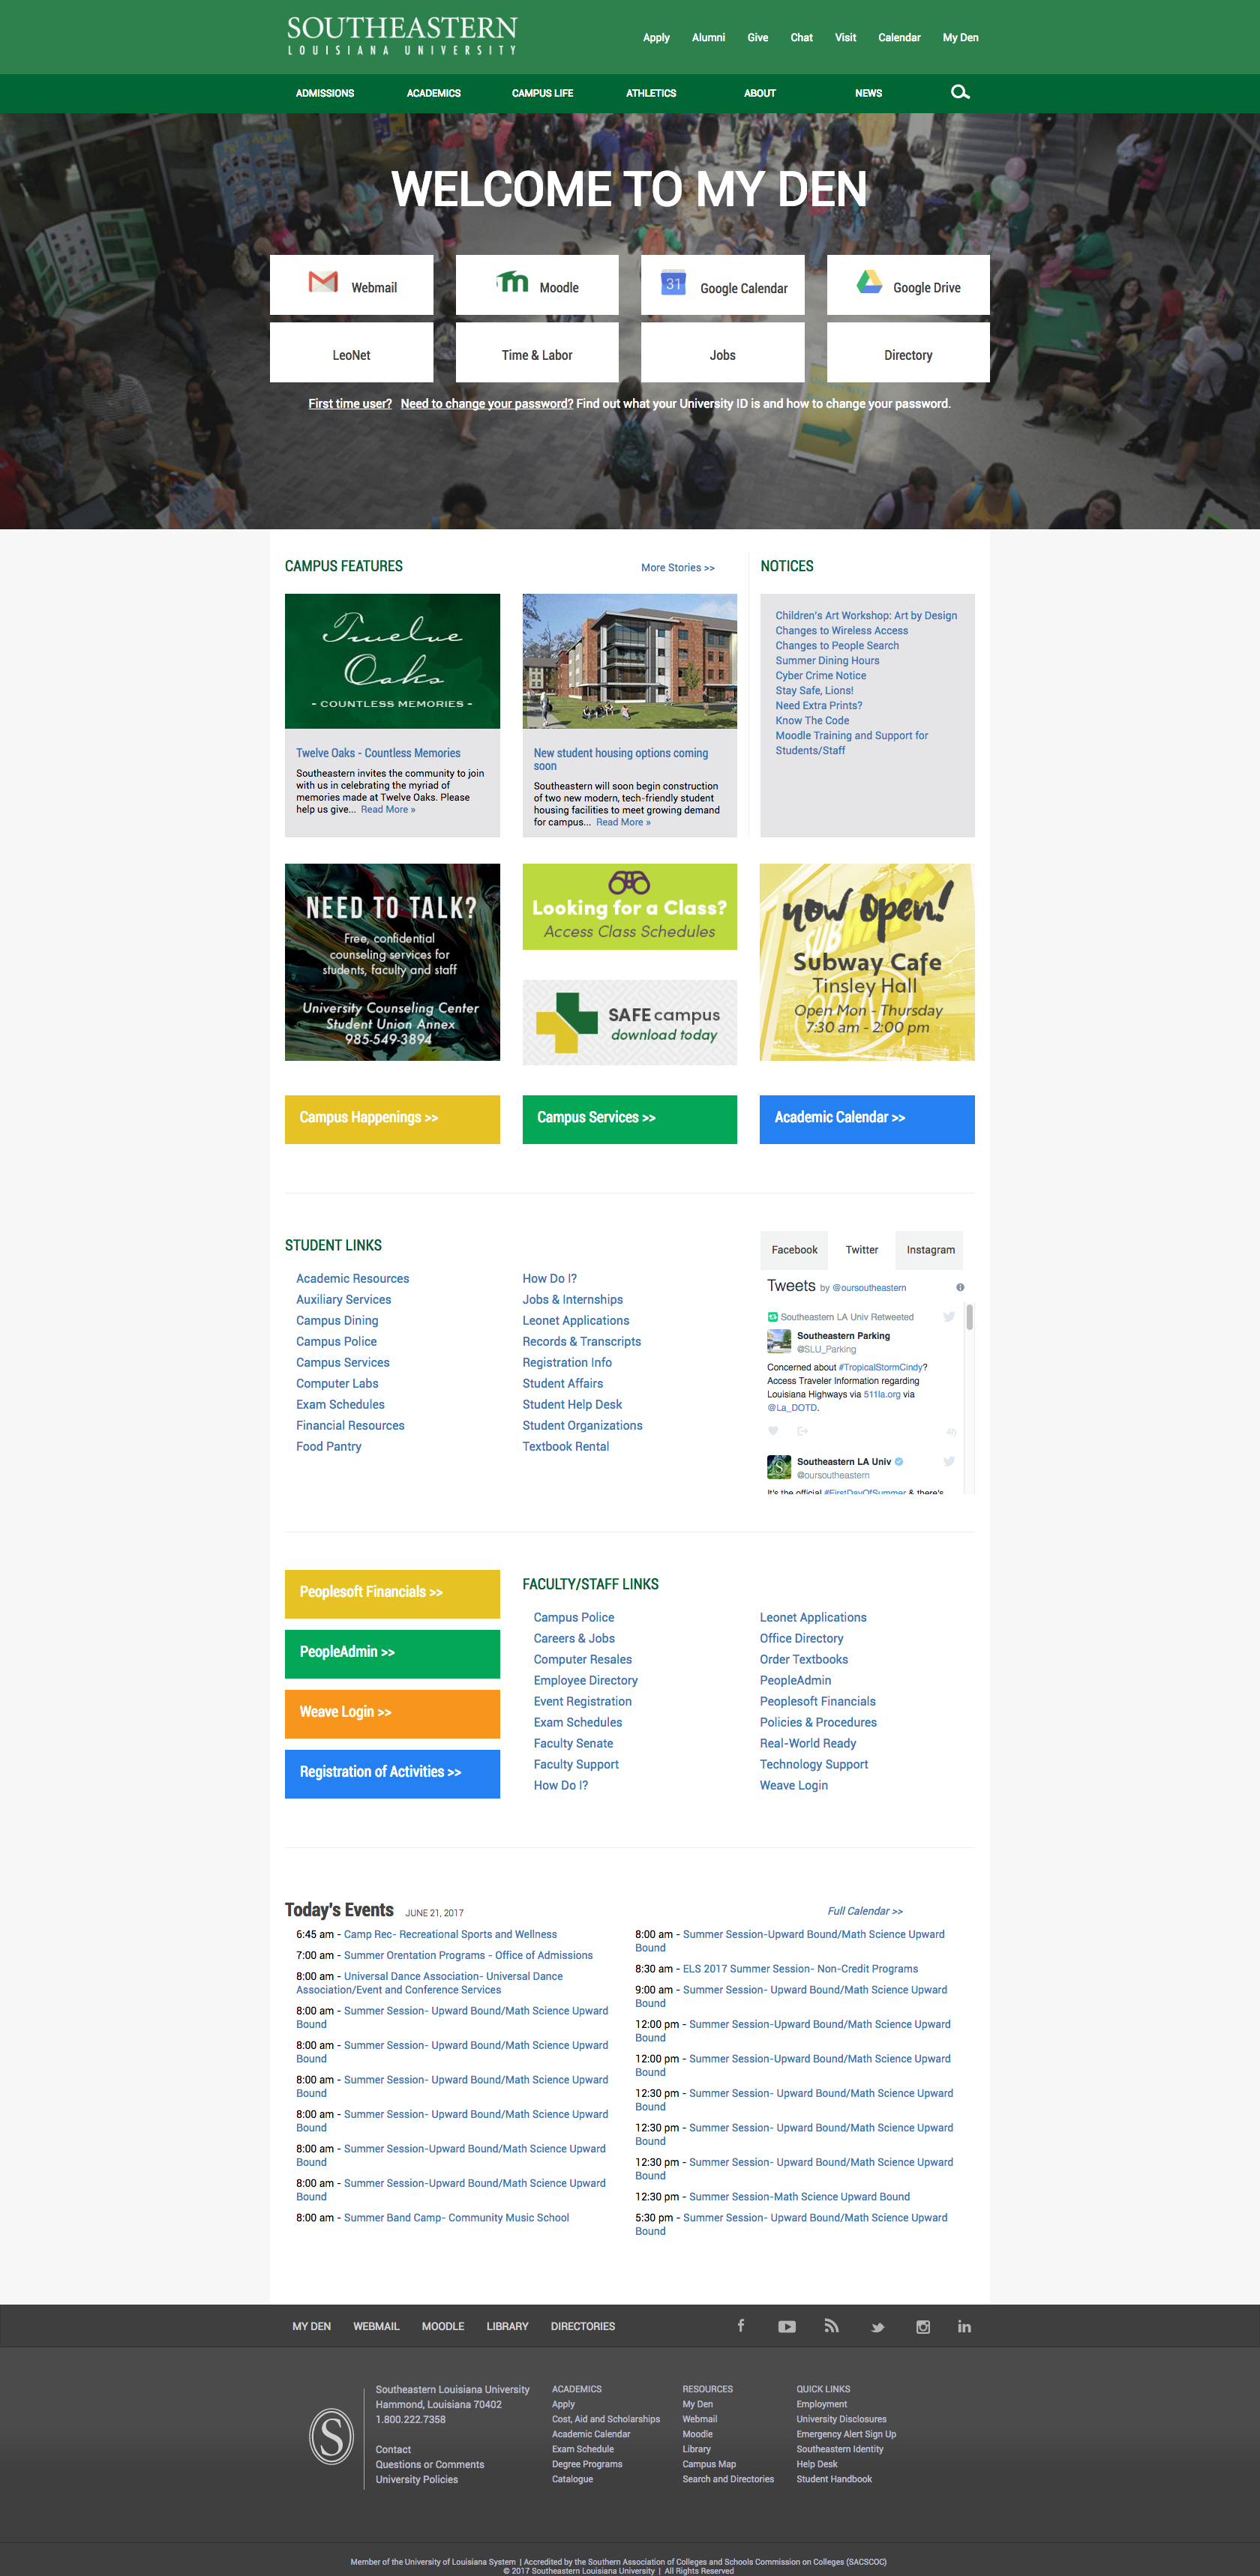 SOUTHEASTERN
LOUISIANA UNIVERSITY
Apply Alumni Give Chat Visit Calendar My Den
ADMISSIONS ACADEMICS CAMPUS LIFE ATHLETICS ABOUT NEWS
WELCOME TO MY DEN
Webmail Moodle 31 Google Calendar Google Drive
LeoNet Time & Labor Jobs Directory
First time user? Need to change your password? Find out what your University ID is and how to change your password.
CAMPUS FEATURES More Stories >>
Twelve
Oaks
- COUNTLESS MEMORIES -
Twelve Oaks - Countless Memories
Southeastern invites the community to join
with us in celebrating the myriad of
memories made at Twelve Oaks. Please
help us give... Read More »
New student housing options coming
soon
Southeastern will soon begin construction
of two new modern, tech-friendly student
housing facilities to meet growing demand
for campus... Read More »
NOTICES
Children's Art Workshop: Art by Design
Changes to Wireless Access
Changes to People Search
Summer Dining Hours
Cyber Crime Notice
Stay Safe, Lions!
Need Extra Prints?
Know The Code
Moodle Training and Support for
Students/Staff
NEED TO TALK?
Free, confidential
counseling services for
students, faculty and staff
University Counseling Center
Student Union Annex
985-549-3894
Looking for a Class?
Access Class Schedules
SAFE campus
download today
now open!
Subway Cafe
Tinsley Hall
Open Mon - Thursday
7:30 am - 2:00 pm
Campus Happenings >>
Campus Services >>
Academic Calendar >>
STUDENT LINKS
Academic Resources
Auxiliary Services
Campus Dining
Campus Police
Campus Services
Computer Labs
Exam Schedules
Financial Resources
Food Pantry
How Do I?
Jobs & Internships
Leonet Applications
Records & Transcripts
Registration Info
Student Affairs
Student Help Desk
Student Organizations
Textbook Rental
Facebook Twitter Instagram
Tweets by @oursoutheastern
Southeastern LA Univ Retweeted
Southeastern Parking
@SLU_Parking
Concerned about #TropicalStormCindy?
Access Traveler Information regarding
Louisiana Highways via 511la.org via
@La_DOTD.
4h
Southeastern LA Univ
@oursoutheastern
It's the official #FirstDayOfSummer & there's
Peoplesoft Financials >>
PeopleAdmin >>
Weave Login >>
Registration of Activities >>
FACULTY/STAFF LINKS
Campus Police
Careers & Jobs
Computer Resales
Employee Directory
Event Registration
Exam Schedules
Faculty Senate
Faculty Support
How Do I?
Leonet Applications
Office Directory
Order Textbooks
PeopleAdmin
Peoplesoft Financials
Policies & Procedures
Real-World Ready
Technology Support
Weave Login
Today's Events JUNE 21, 2017 Full Calendar >>
6:45 am - Camp Rec- Recreational Sports and Wellness
7:00 am - Summer Orentation Programs - Office of Admissions
8:00 am - Universal Dance Association- Universal Dance
Association/Event and Conference Services
8:00 am - Summer Session- Upward Bound/Math Science Upward
Bound
8:00 am - Summer Session- Upward Bound/Math Science Upward
Bound
8:00 am - Summer Session- Upward Bound/Math Science Upward
Bound
8:00 am - Summer Session- Upward Bound/Math Science Upward
Bound
8:00 am - Summer Session-Upward Bound/Math Science Upward
Bound
8:00 am - Summer Session-Upward Bound/Math Science Upward
Bound
8:00 am - Summer Band Camp- Community Music School
8:00 am - Summer Session-Upward Bound/Math Science Upward
Bound
8:30 am - ELS 2017 Summer Session- Non-Credit Programs
9:00 am - Summer Session- Upward Bound/Math Science Upward
Bound
12:00 pm - Summer Session-Upward Bound/Math Science Upward
Bound
12:00 pm - Summer Session-Upward Bound/Math Science Upward
Bound
12:30 pm - Summer Session- Upward Bound/Math Science Upward
Bound
12:30 pm - Summer Session- Upward Bound/Math Science Upward
Bound
12:30 pm - Summer Session- Upward Bound/Math Science Upward
Bound
12:30 pm - Summer Session-Math Science Upward Bound
5:30 pm - Summer Session- Upward Bound/Math Science Upward
Bound
MY DEN WEBMAIL MOODLE LIBRARY DIRECTORIES
S
Southeastern Louisiana University
Hammond, Louisiana 70402
1.800.222.7358
Contact
Questions or Comments
University Policies
ACADEMICS
Apply
Cost, Aid and Scholarships
Academic Calendar
Exam Schedule
Degree Programs
Catalogue
RESOURCES
My Den
Webmail
Moodle
Library
Campus Map
Search and Directories
QUICK LINKS
Employment
University Disclosures
Emergency Alert Sign Up
Southeastern Identity
Help Desk
Student Handbook
Member of the University of Louisiana System | Accredited by the Southern Association of Colleges and Schools Commission on Colleges (SACSCOC)
© 2017 Southeastern Louisiana University | All Rights Reserved